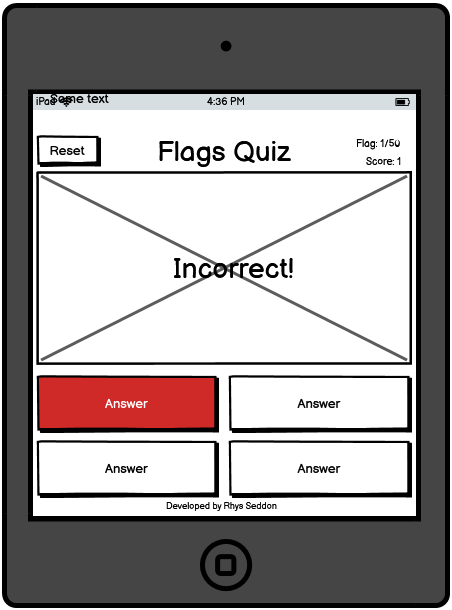 iPad
Some text
4:36 PM
Reset
Flags Quiz
Flag: 1/50
Score: 1
Incorrect!
Answer
Answer
Answer
Answer
Developed by Rhys Seddon